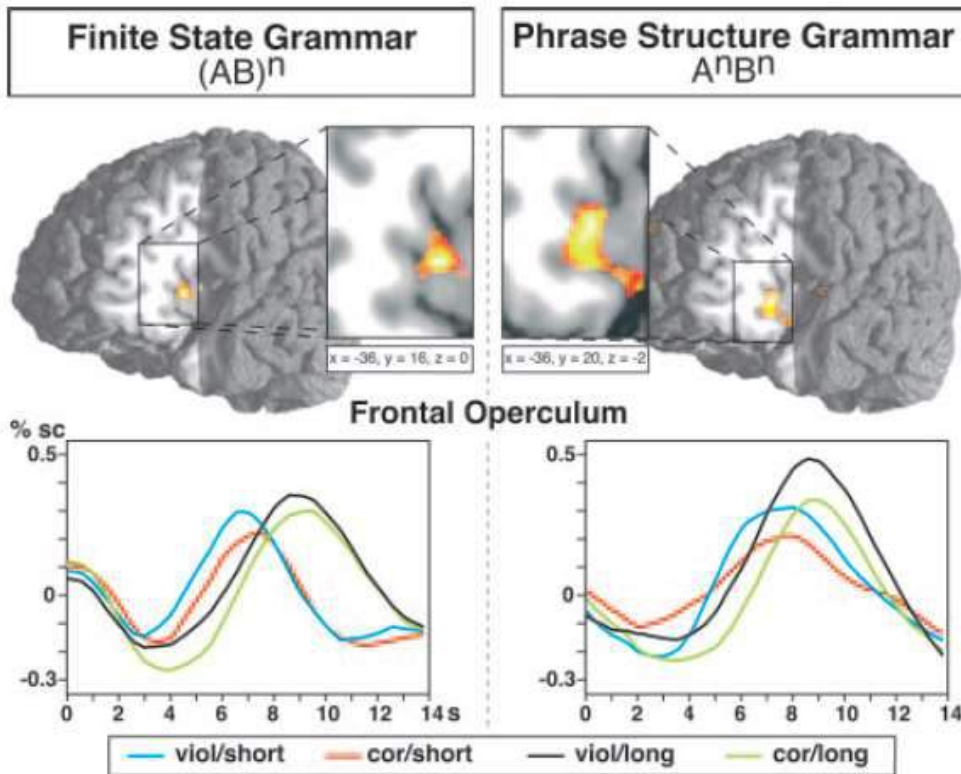 Finite State Grammar
(AB)ⁿ
Phrase Structure Grammar
AⁿBⁿ
x = -36, y = 16, z = 0
x = -36, y = 20, z = -2
Frontal Operculum
% sc
0.5
0
-0.3
0 2 4 6 8 10 12 14 s
0.5
0
-0.3
0 2 4 6 8 10 12 14
viol/short cor/short viol/long cor/long